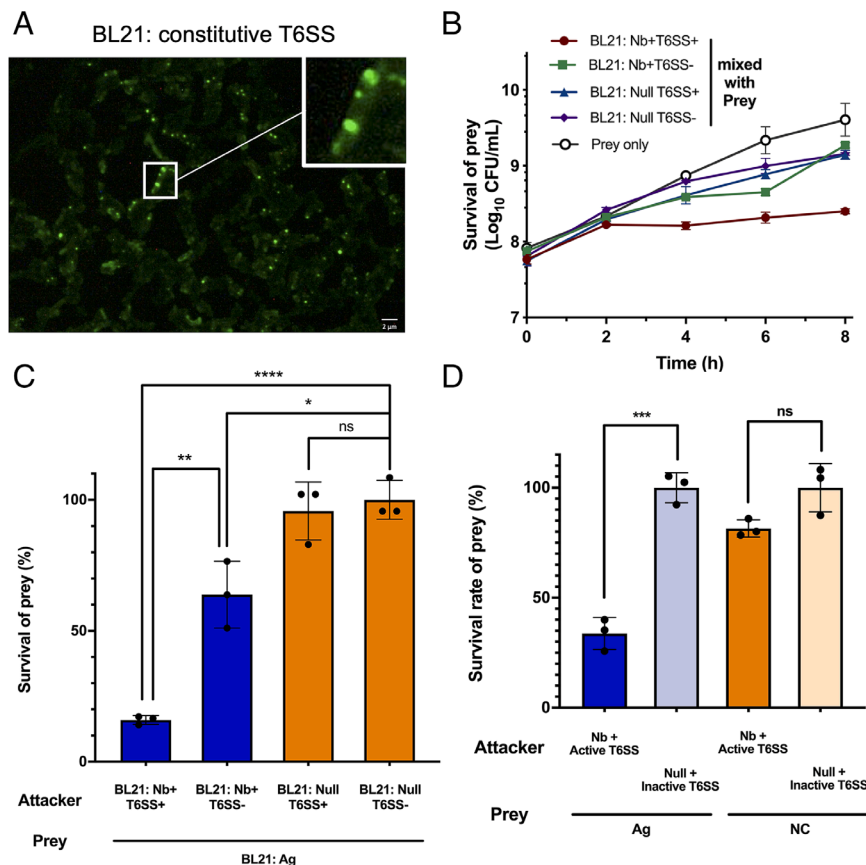 A
BL21: constitutive T6SS
2 µm
B
BL21: Nb+T6SS+
BL21: Nb+T6SS-
BL21: Null T6SS+
BL21: Null T6SS-
Prey only
mixed
with
Prey
Survival of prey
(Log10 CFU/mL)
10
9
8
7
0
2
4
6
8
Time (h)
C
****
*
ns
**
Survival of prey (%)
100
50
0
Attacker
BL21: Nb+
T6SS+
BL21: Nb+
T6SS-
BL21: Null
T6SS+
BL21: Null
T6SS-
Prey
BL21: Ag
D
***
ns
Survival rate of prey (%)
100
50
0
Attacker
Nb +
Active T6SS
Null +
Inactive T6SS
Nb +
Active T6SS
Null +
Inactive T6SS
Prey
Ag
NC